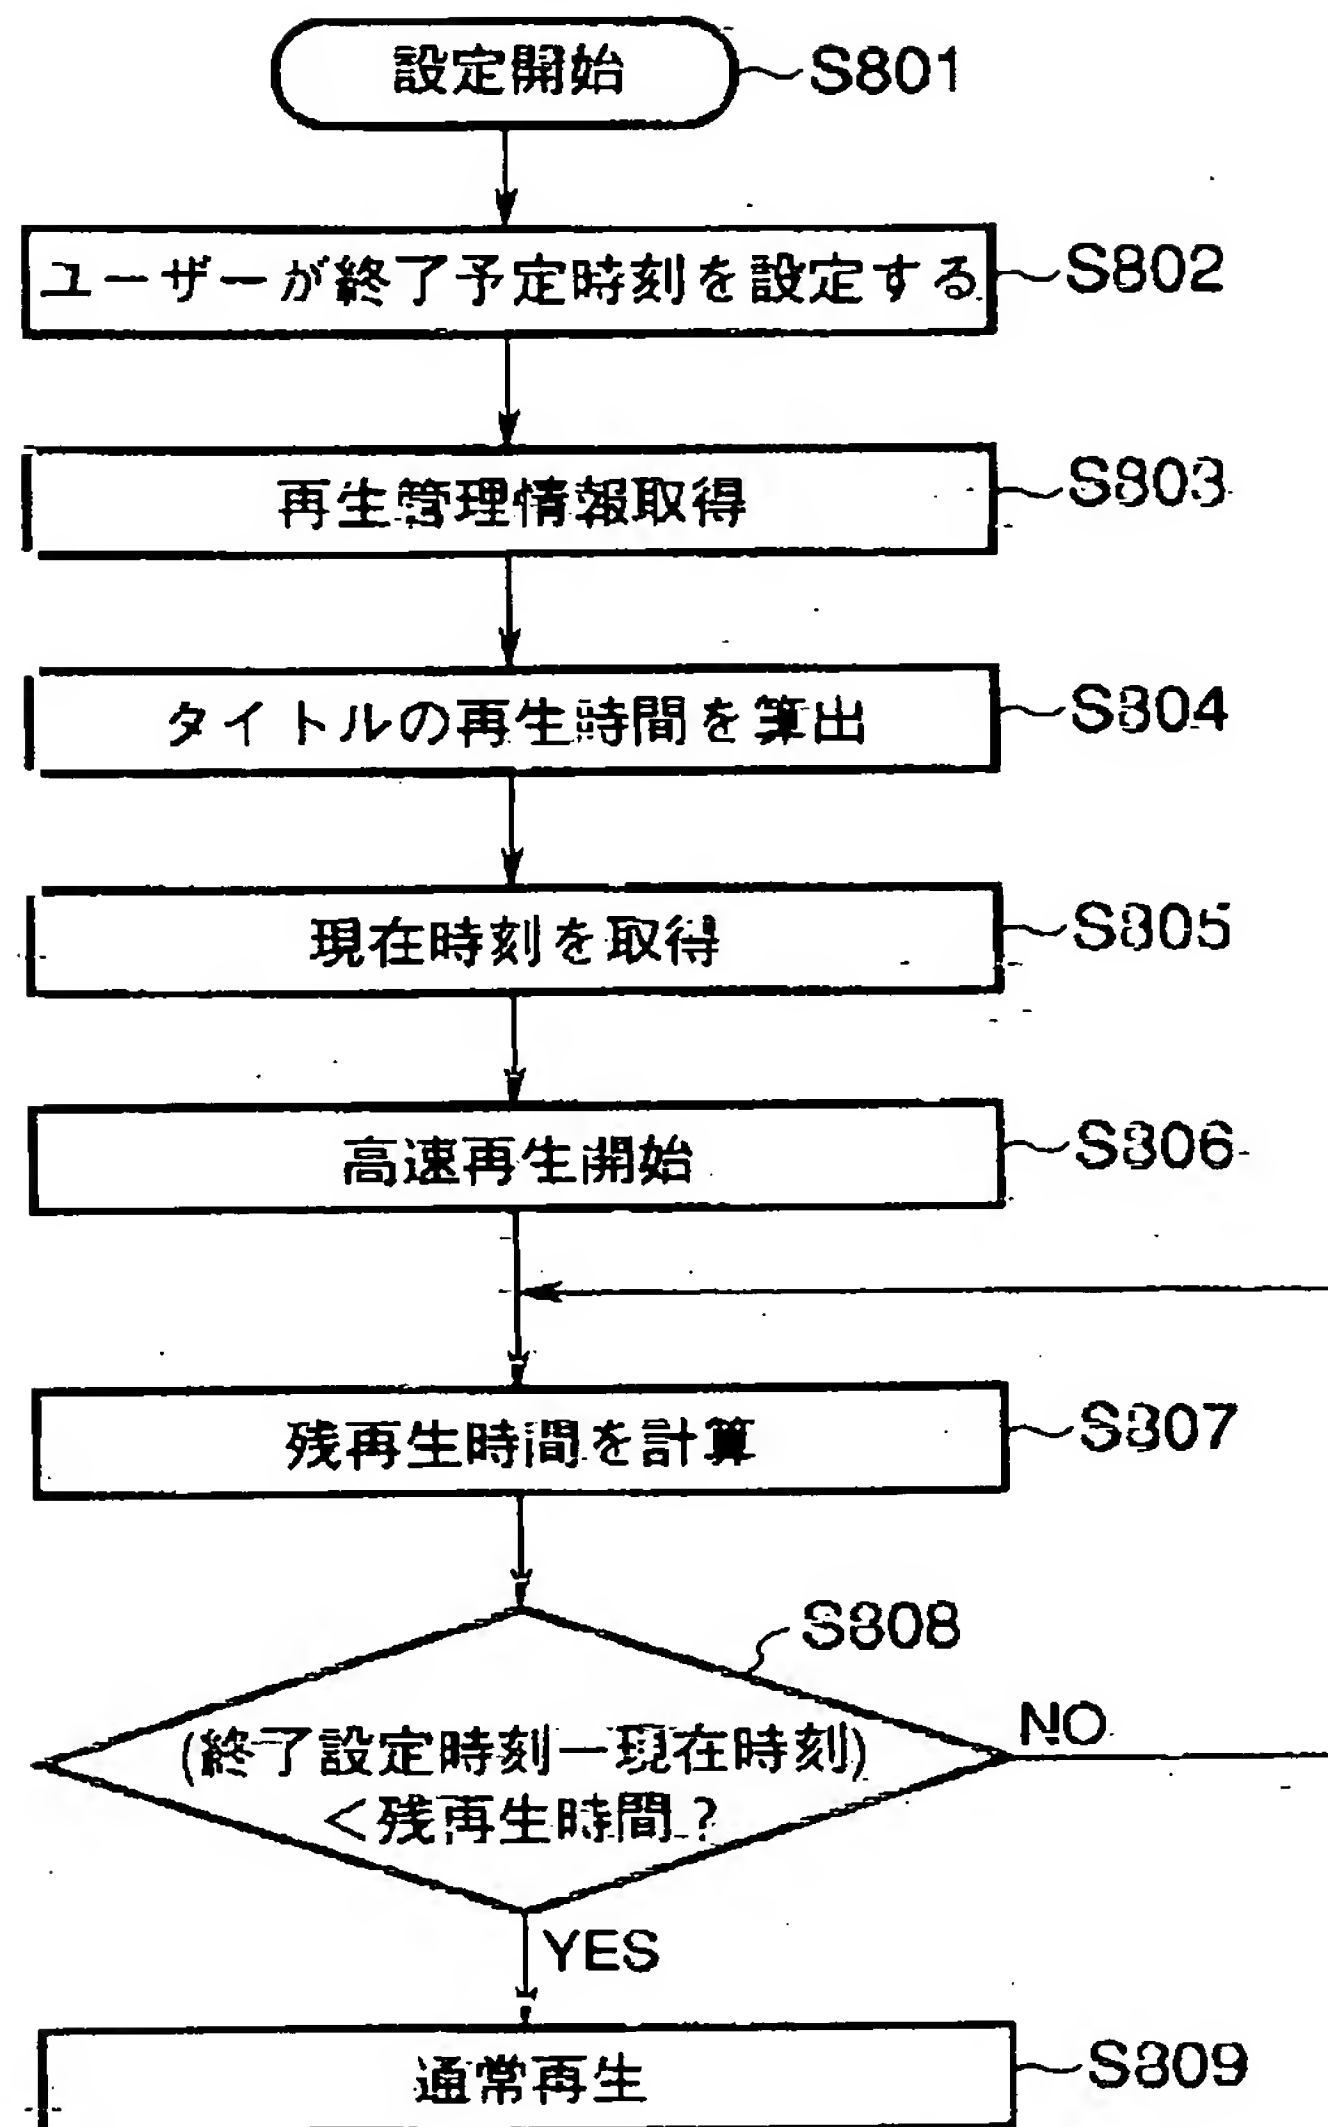 設定開始 S801
ユーザーが終了予定時刻を設定する S802
再生管理情報取得 S803
タイトルの再生時間を算出 S804
現在時刻を取得 S805
高速再生開始 S806
残再生時間を計算 S807
S808
(終了設定時刻ー現在時刻)
<残再生時間?
NO
YES
通常再生 S809